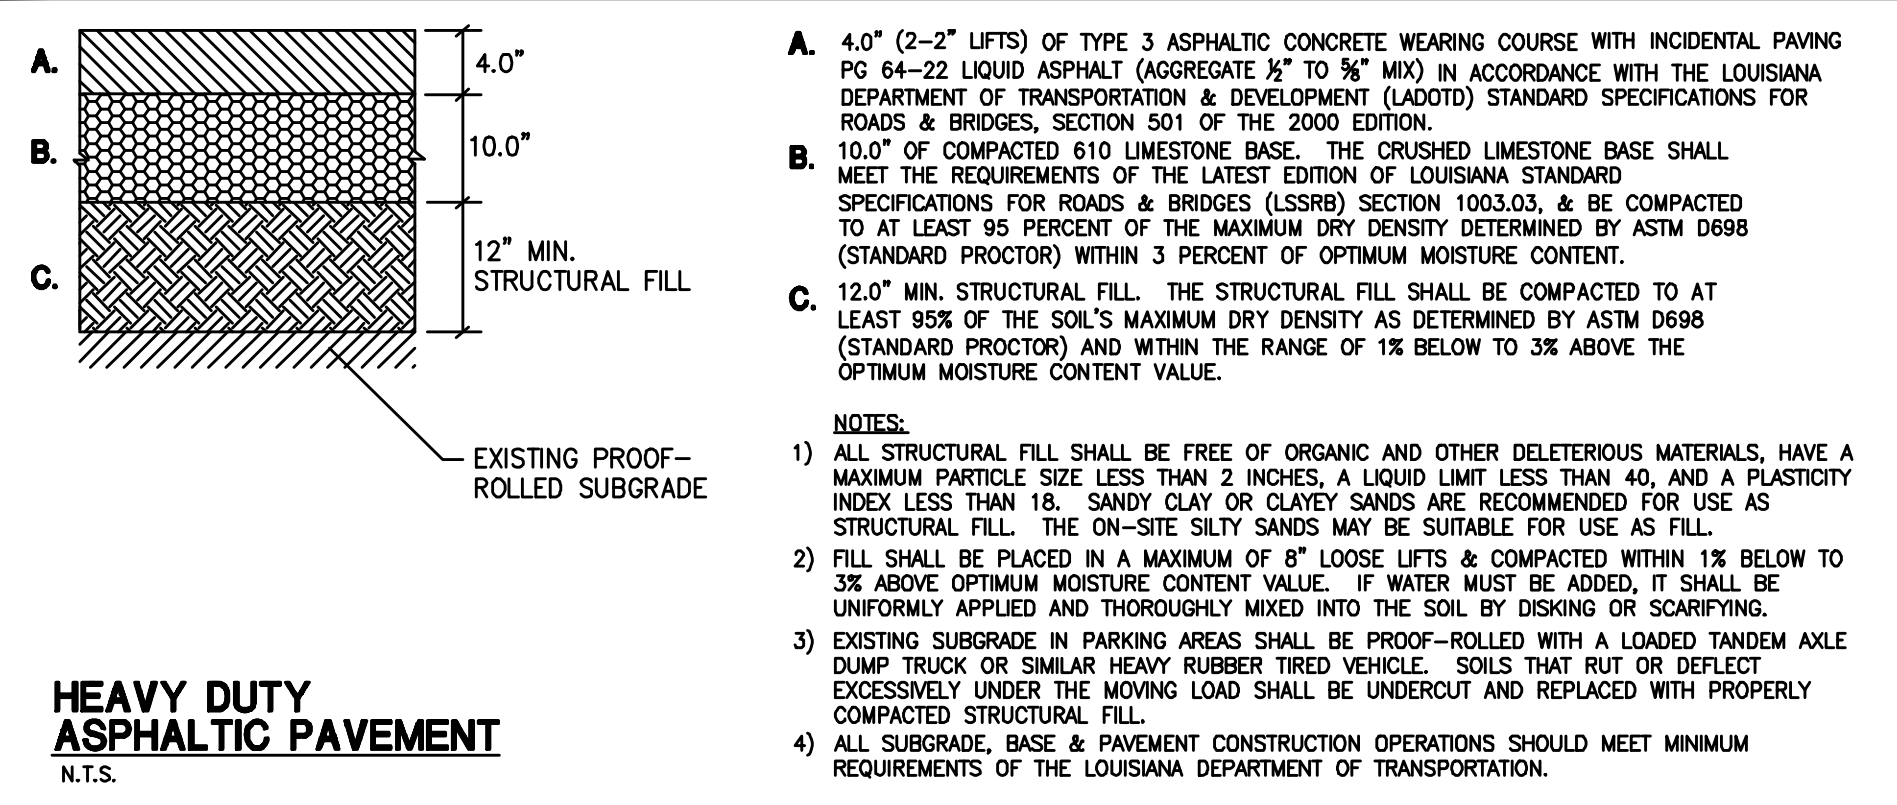 A.
4.0"
B.
10.0"
C.
12" MIN.
STRUCTURAL FILL
EXISTING PROOF-
ROLLED SUBGRADE
HEAVY DUTY
ASPHALTIC PAVEMENT
N.T.S.
A. 4.0" (2-2" LIFTS) OF TYPE 3 ASPHALTIC CONCRETE WEARING COURSE WITH INCIDENTAL PAVING
PG 64-22 LIQUID ASPHALT (AGGREGATE ½" TO ⅝" MIX) IN ACCORDANCE WITH THE LOUISIANA
DEPARTMENT OF TRANSPORTATION & DEVELOPMENT (LADOTD) STANDARD SPECIFICATIONS FOR
ROADS & BRIDGES, SECTION 501 OF THE 2000 EDITION.
B. 10.0" OF COMPACTED 610 LIMESTONE BASE. THE CRUSHED LIMESTONE BASE SHALL
MEET THE REQUIREMENTS OF THE LATEST EDITION OF LOUISIANA STANDARD
SPECIFICATIONS FOR ROADS & BRIDGES (LSSRB) SECTION 1003.03, & BE COMPACTED
TO AT LEAST 95 PERCENT OF THE MAXIMUM DRY DENSITY DETERMINED BY ASTM D698
(STANDARD PROCTOR) WITHIN 3 PERCENT OF OPTIMUM MOISTURE CONTENT.
C. 12.0" MIN. STRUCTURAL FILL. THE STRUCTURAL FILL SHALL BE COMPACTED TO AT
LEAST 95% OF THE SOIL'S MAXIMUM DRY DENSITY AS DETERMINED BY ASTM D698
(STANDARD PROCTOR) AND WITHIN THE RANGE OF 1% BELOW TO 3% ABOVE THE
OPTIMUM MOISTURE CONTENT VALUE.
NOTES:
1) ALL STRUCTURAL FILL SHALL BE FREE OF ORGANIC AND OTHER DELETERIOUS MATERIALS, HAVE A
MAXIMUM PARTICLE SIZE LESS THAN 2 INCHES, A LIQUID LIMIT LESS THAN 40, AND A PLASTICITY
INDEX LESS THAN 18. SANDY CLAY OR CLAYEY SANDS ARE RECOMMENDED FOR USE AS
STRUCTURAL FILL. THE ON-SITE SILTY SANDS MAY BE SUITABLE FOR USE AS FILL.
2) FILL SHALL BE PLACED IN A MAXIMUM OF 8" LOOSE LIFTS & COMPACTED WITHIN 1% BELOW TO
3% ABOVE OPTIMUM MOISTURE CONTENT VALUE. IF WATER MUST BE ADDED, IT SHALL BE
UNIFORMLY APPLIED AND THOROUGHLY MIXED INTO THE SOIL BY DISKING OR SCARIFYING.
3) EXISTING SUBGRADE IN PARKING AREAS SHALL BE PROOF-ROLLED WITH A LOADED TANDEM AXLE
DUMP TRUCK OR SIMILAR HEAVY RUBBER TIRED VEHICLE. SOILS THAT RUT OR DEFLECT
EXCESSIVELY UNDER THE MOVING LOAD SHALL BE UNDERCUT AND REPLACED WITH PROPERLY
COMPACTED STRUCTURAL FILL.
4) ALL SUBGRADE, BASE & PAVEMENT CONSTRUCTION OPERATIONS SHOULD MEET MINIMUM
REQUIREMENTS OF THE LOUISIANA DEPARTMENT OF TRANSPORTATION.